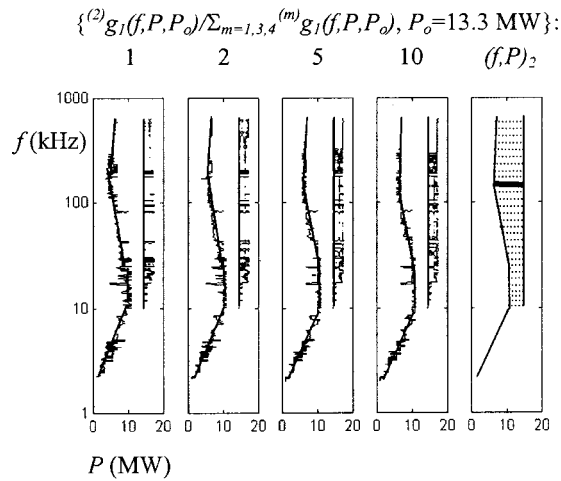 {⁽²⁾g₁(f,P,Pₒ)/Σₘ₌₁,₃,₄⁽ᵐ⁾g₁(f,P,Pₒ), Pₒ=13.3 MW}:
1 2 5 10 (f,P)₂
1000
f (kHz)
100
10
1
0 10 20 0 10 20 0 10 20 0 10 20 0 10 20
P (MW)